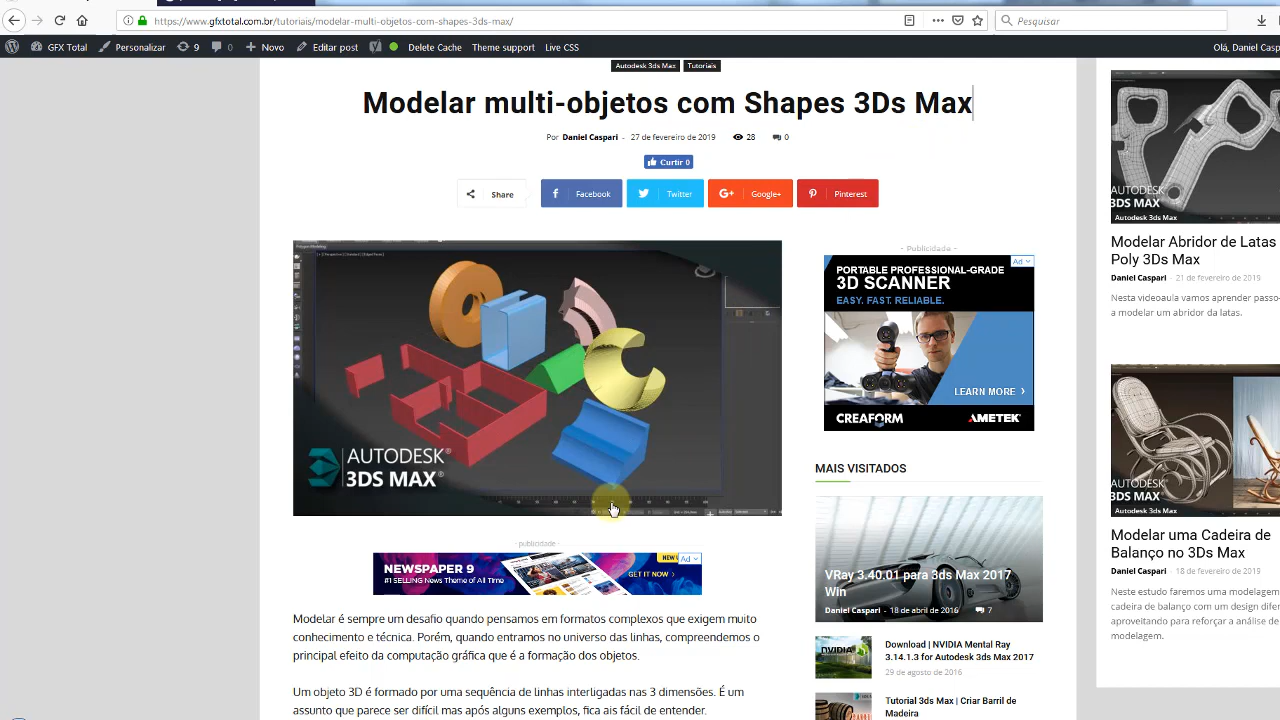 https://www.gfxtotal.com.br/tutoriais/modelar-multi-objetos-com-shapes-3ds-max/
Pesquisar
GFX Total
Personalizar
9
0
Novo
Editar post
Delete Cache
Theme support
Live CSS
Olá, Daniel Caspari
Autodesk 3ds Max
Tutoriais
Modelar multi-objetos com Shapes 3Ds Max
Por Daniel Caspari - 27 de fevereiro de 2019
28
0
Curtir 0
Share
Facebook
Twitter
Google+
Pinterest
AUTODESK®
3DS MAX®
- publicidade -
NEWSPAPER 9
#1 SELLING News Theme of All Time
GET IT NOW
Ad
Modelar é sempre um desafio quando pensamos em formatos complexos que exigem muito
conhecimento e técnica. Porém, quando entramos no universo das linhas, compreendemos o
principal efeito da computação gráfica que é a formação dos objetos.
Um objeto 3D é formado por uma sequência de linhas interligadas nas 3 dimensões. É um
assunto que parece ser difícil mas após alguns exemplos, fica ais fácil de entender.
- Publicidade -
Ad
PORTABLE PROFESSIONAL-GRADE
3D SCANNER
EASY. FAST. RELIABLE.
LEARN MORE
CREAFORM
AMETEK
MAIS VISITADOS
VRay 3.40.01 para 3ds Max 2017
Win
Daniel Caspari - 18 de abril de 2016
7
Download | NVIDIA Mental Ray
3.14.1.3 for Autodesk 3ds Max 2017
29 de agosto de 2016
Tutorial 3ds Max | Criar Barril de
Madeira
AUTODESK
3DS MAX
Autodesk 3ds Max
Modelar Abridor de Latas
Poly 3Ds Max
Daniel Caspari - 21 de fevereiro de 2019
Nesta videoaula vamos aprender passo
a modelar um abridor da latas.
AUTODESK
3DS MAX
Autodesk 3ds Max
Modelar uma Cadeira de
Balanço no 3Ds Max
Daniel Caspari - 18 de fevereiro de 2019
Neste estudo faremos uma modelagem
cadeira de balanço com um design
aproveitando para reforçar a análise de
modelagem.